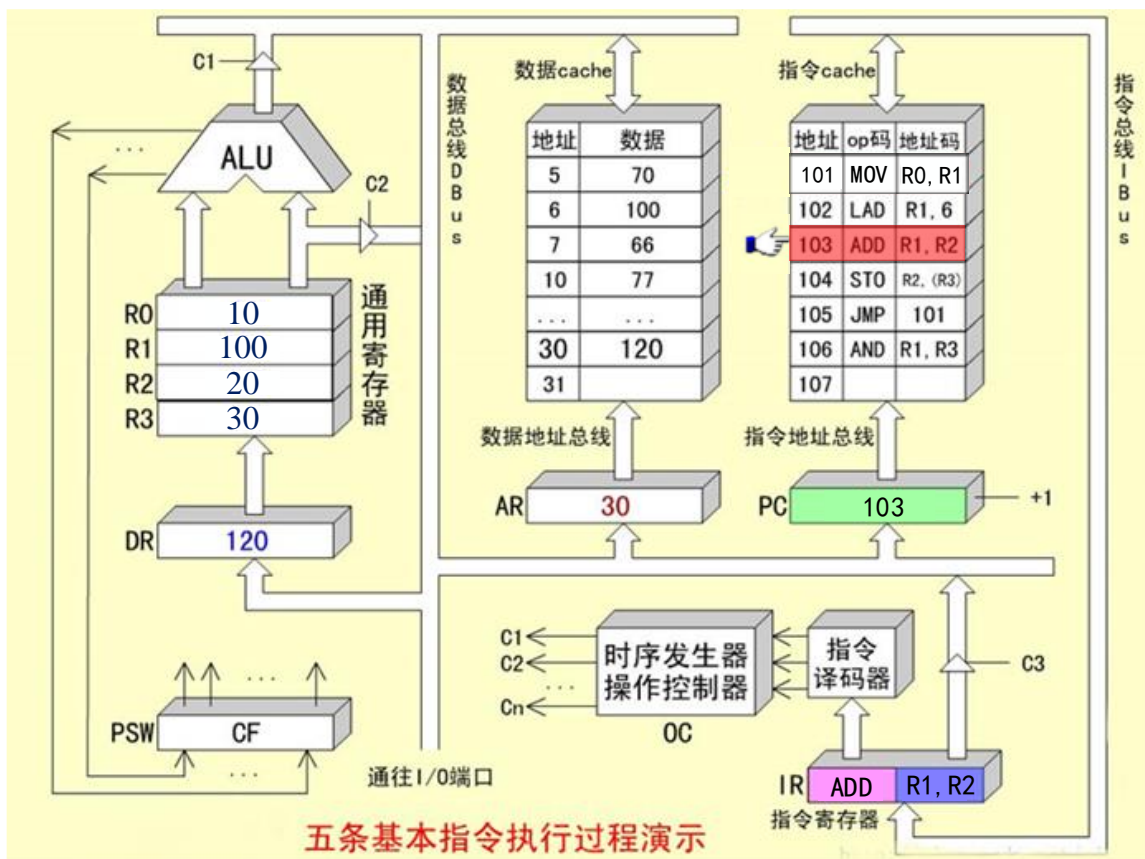 C1
ALU
C2
数据总线DBus
数据cache
地址 数据
5 70
6 100
7 66
10 77
... ...
30 120
31
数据地址总线
AR 30
指令cache
地址 op码 地址码
101 MOV R0, R1
102 LAD R1, 6
103 ADD R1, R2
104 STO R2, (R3)
105 JMP 101
106 AND R1, R3
107
指令地址总线
PC 103
+1
指令总线IBus
...
R0 10
R1 100
R2 20
R3 30
通用寄存器
DR 120
...
PSW CF
...
通往I/O端口
C1
C2
...
Cn
时序发生器
操作控制器
OC
指令
译码器
C3
IR ADD R1, R2
指令寄存器
五条基本指令执行过程演示